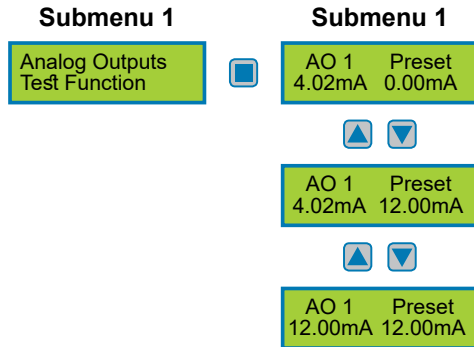 Submenu 1
Submenu 1
Analog Outputs
Test Function
AO 1 Preset
4.02mA 0.00mA
AO 1 Preset
4.02mA 12.00mA
AO 1 Preset
12.00mA 12.00mA